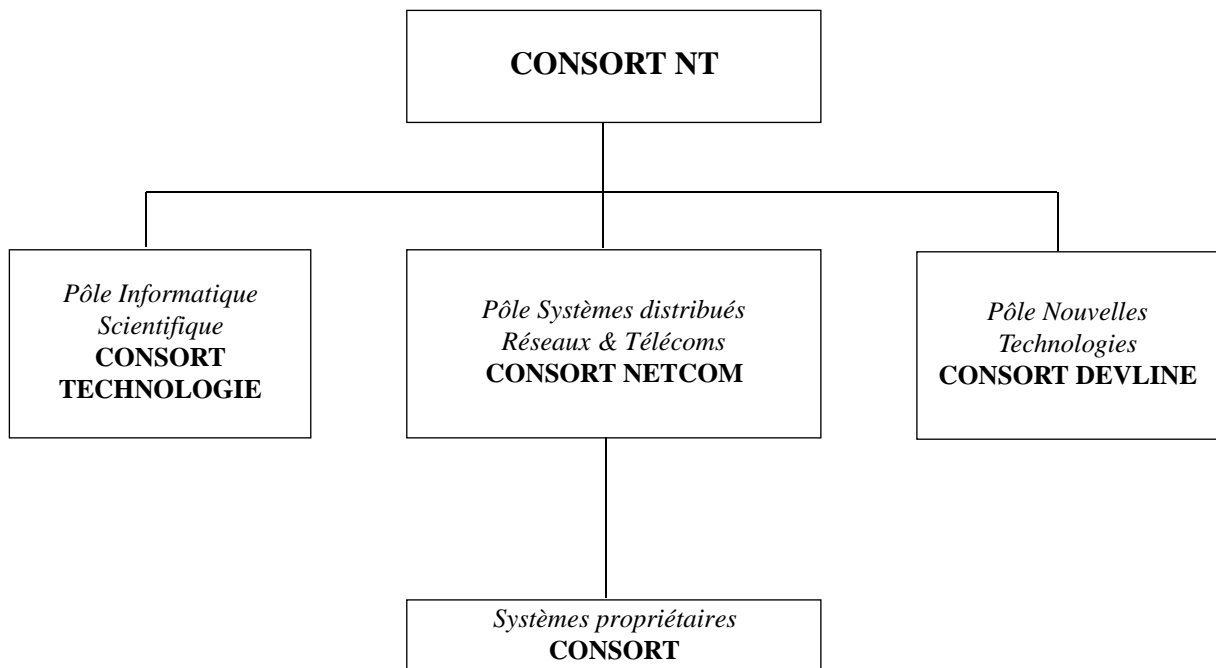 CONSORT NT
Pôle Informatique
Scientifique
CONSORT
TECHNOLOGIE
Pôle Systèmes distribués
Réseaux & Télécoms
CONSORT NETCOM
Pôle Nouvelles
Technologies
CONSORT DEVLINE
Systèmes propriétaires
CONSORT